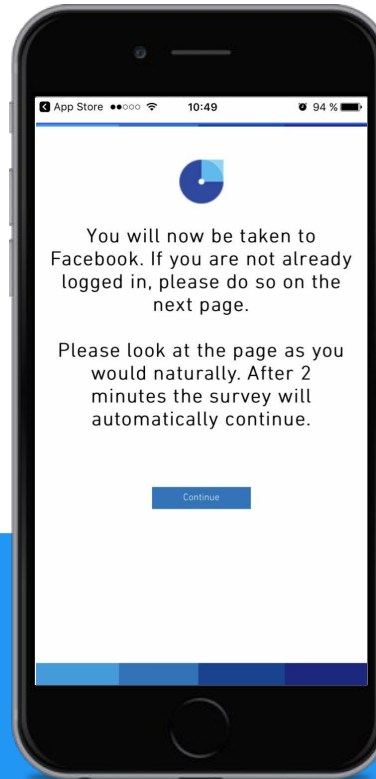 App Store 10:49 94 %
You will now be taken to
Facebook. If you are not already
logged in, please do so on the
next page.
Please look at the page as you
would naturally. After 2
minutes the survey will
automatically continue.
Continue